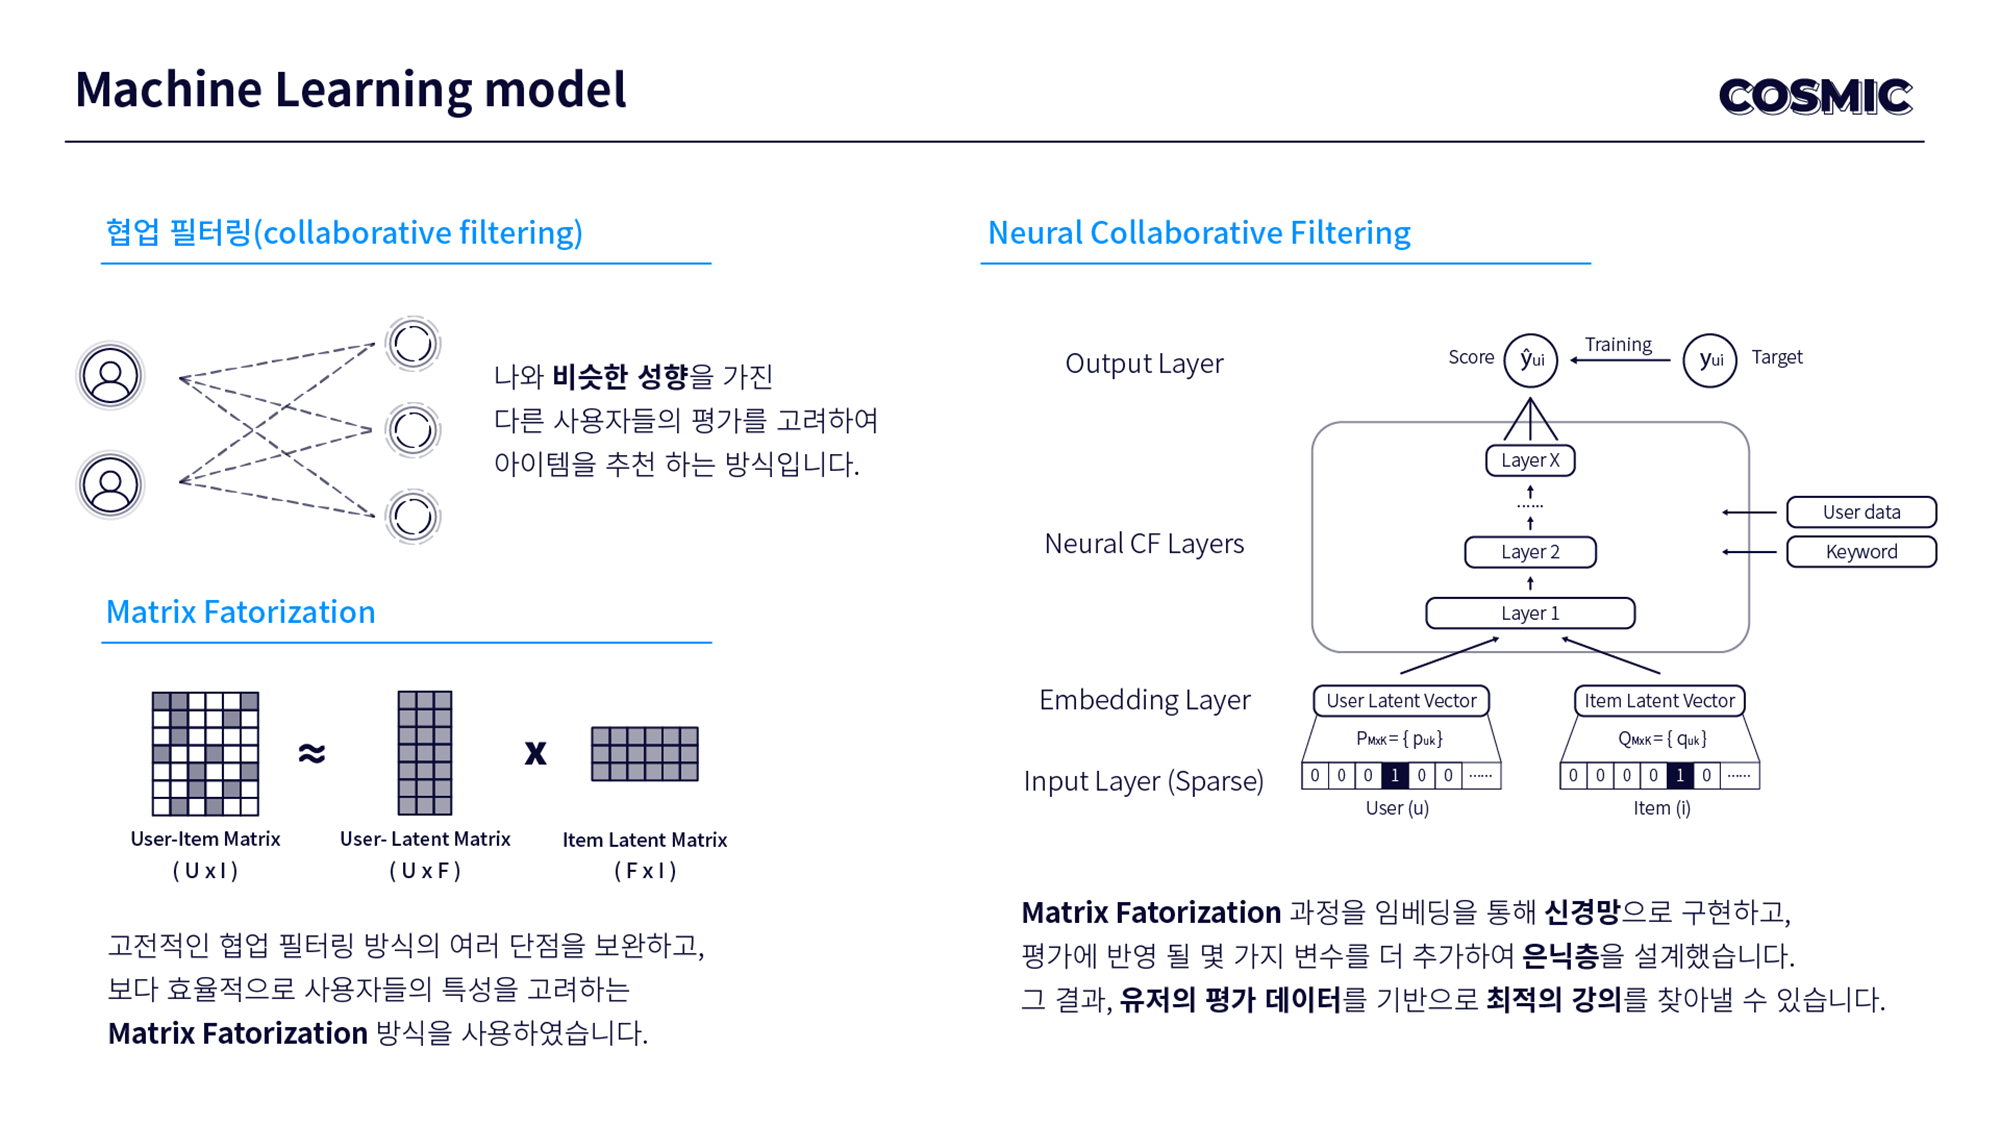 Machine Learning model
COSMIC
협업 필터링(collaborative filtering)
나와 비슷한 성향을 가진
다른 사용자들의 평가를 고려하여
아이템을 추천 하는 방식입니다.
Matrix Fatorization
≈
x
User-Item Matrix
( U x I )
User- Latent Matrix
( U x F )
Item Latent Matrix
( F x I )
고전적인 협업 필터링 방식의 여러 단점을 보완하고,
보다 효율적으로 사용자들의 특성을 고려하는
Matrix Fatorization 방식을 사용하였습니다.
Neural Collaborative Filtering
Output Layer
Score
ŷui
Training
yui
Target
Neural CF Layers
Layer X
......
Layer 2
Layer 1
User data
Keyword
Embedding Layer
User Latent Vector
Item Latent Vector
PMxK = { puk }
QMxK = { quk }
Input Layer (Sparse)
0 0 0 1 0 0 ......
0 0 0 0 1 0 ......
User (u)
Item (i)
Matrix Fatorization 과정을 임베딩을 통해 신경망으로 구현하고,
평가에 반영 될 몇 가지 변수를 더 추가하여 은닉층을 설계했습니다.
그 결과, 유저의 평가 데이터를 기반으로 최적의 강의를 찾아낼 수 있습니다.